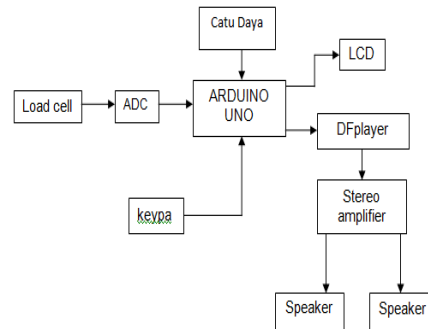 Catu Daya
LCD
Load cell
ADC
ARDUINO
UNO
DFplayer
keypa
Stereo
amplifier
Speaker
Speaker